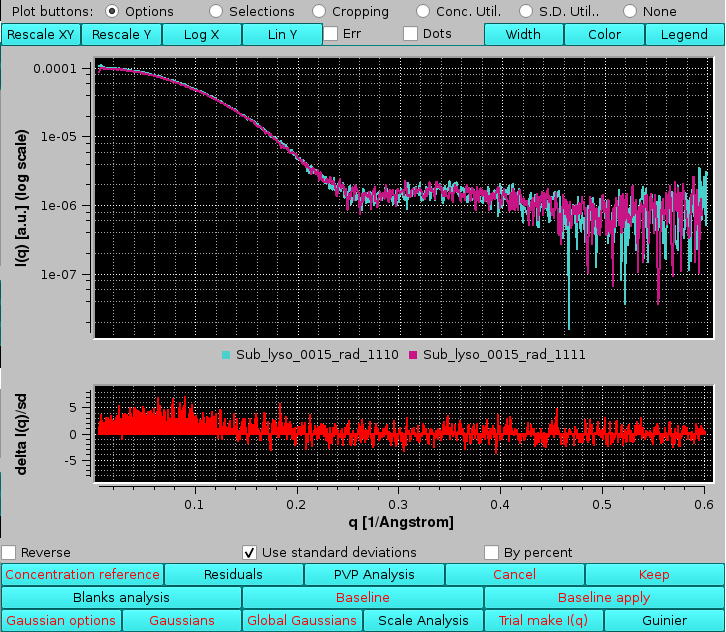 Plot buttons: Options Selections Cropping Conc. Util. S.D. Util.. None
Rescale XY Rescale Y Log X Lin Y Err Dots Width Color Legend
I(q) [a.u.] (log scale)
0.0001
1e-05
1e-06
1e-07
Sub_lyso_0015_rad_1110 Sub_lyso_0015_rad_1111
delta I(q)/sd
5
0
-5
0.1 0.2 0.3 0.4 0.5 0.6
q [1/Angstrom]
Reverse Use standard deviations By percent
Concentration reference Residuals PVP Analysis Cancel Keep
Blanks analysis Baseline Baseline apply
Gaussian options Gaussians Global Gaussians Scale Analysis Trial make I(q) Guinier